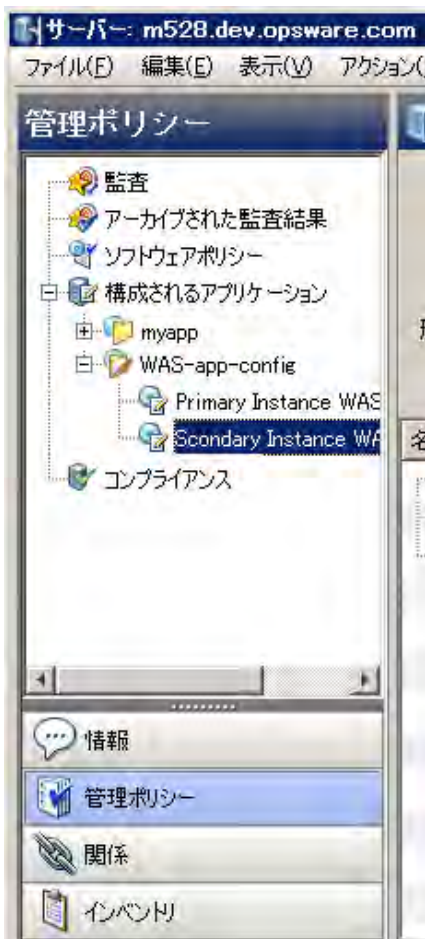 サーバー: m528.dev.opsware.com
ファイル(F) 編集(E) 表示(V) アクション(
管理ポリシー
監査
アーカイブされた監査結果
ソフトウェアポリシー
構成されるアプリケーション
myapp
WAS-app-config
Primary Instance WAS
Scondary Instance WA
コンプライアンス
情報
管理ポリシー
関係
インベントリ